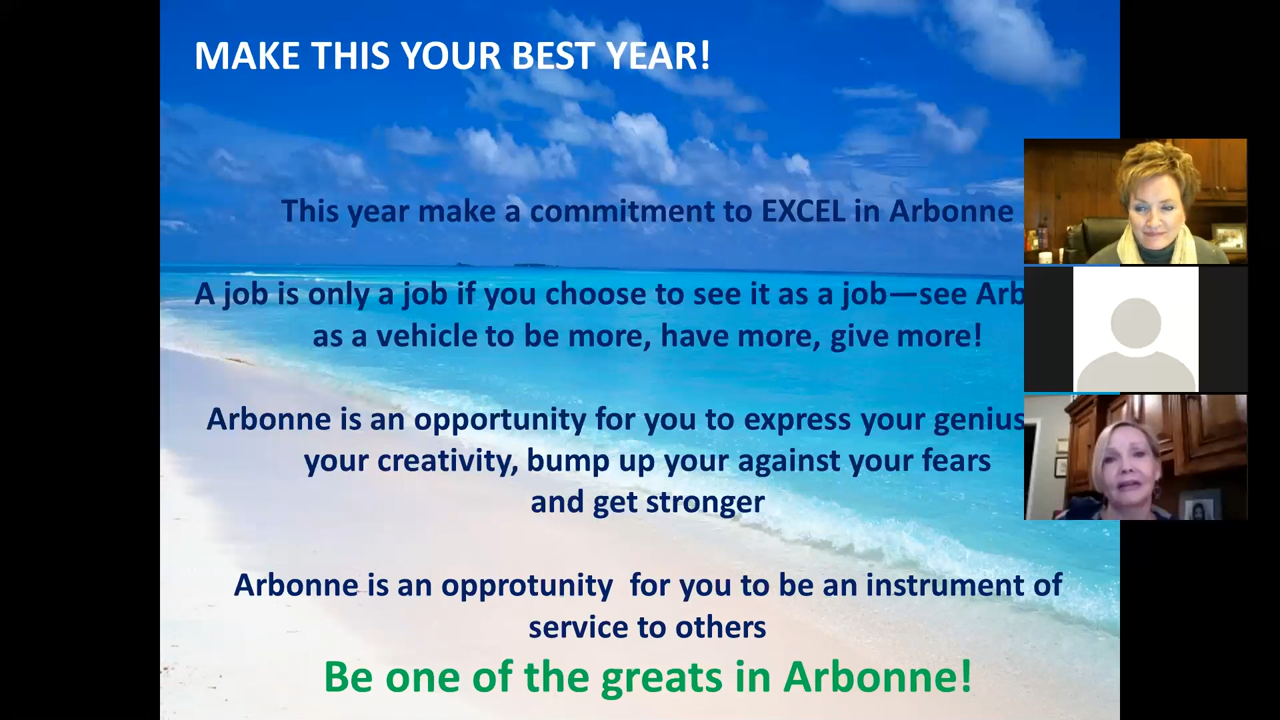 MAKE THIS YOUR BEST YEAR!
This year make a commitment to EXCEL in Arbonne
A job is only a job if you choose to see it as a job—see Arb
as a vehicle to be more, have more, give more!
Arbonne is an opportunity for you to express your genius
your creativity, bump up your against your fears
and get stronger
Arbonne is an opprotunity for you to be an instrument of
service to others
Be one of the greats in Arbonne!